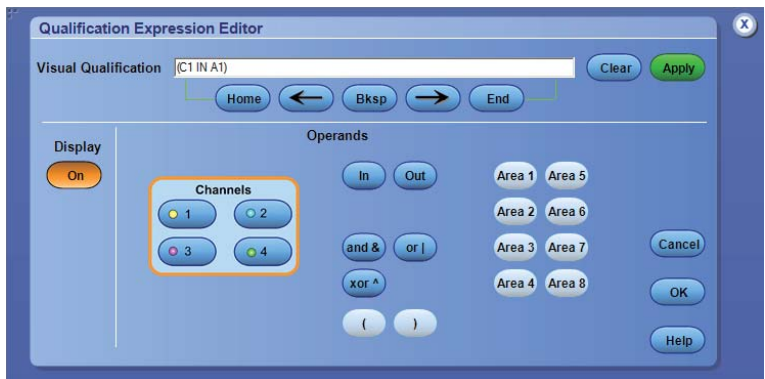 Qualification Expression Editor
X
Visual Qualification (C1 IN A1) Clear Apply
Home Bksp End
Display
On
Operands
Channels
1 2
3 4
In Out
and & or |
xor ^
( )
Area 1 Area 5
Area 2 Area 6
Area 3 Area 7
Area 4 Area 8
Cancel
OK
Help